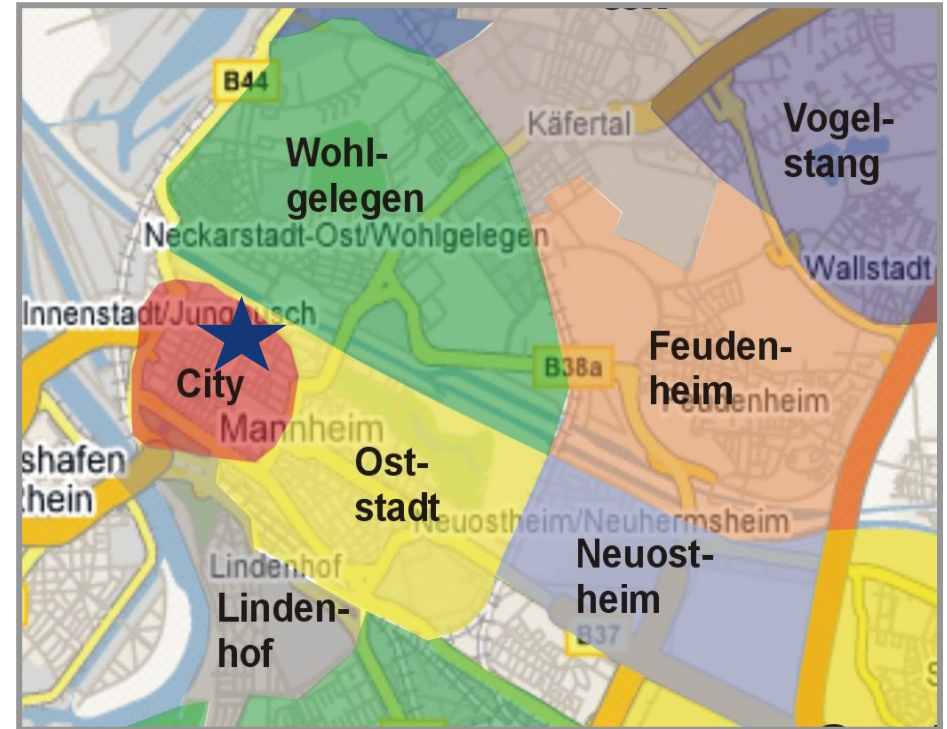 B44
Käfertal
Vogel-
stang
Wohl-
gelegen
Neckarstadt-Ost/Wohlgelegen
Wallstadt
Innenstadt/Jungbusch
B38a
Feuden-
heim
Feudenheim
City
Mannheim
shafen
Rhein
Ost-
stadt
Neuostheim/Neuhermsheim
Neuost-
heim
Lindenhof
Linden-
hof
B37
S